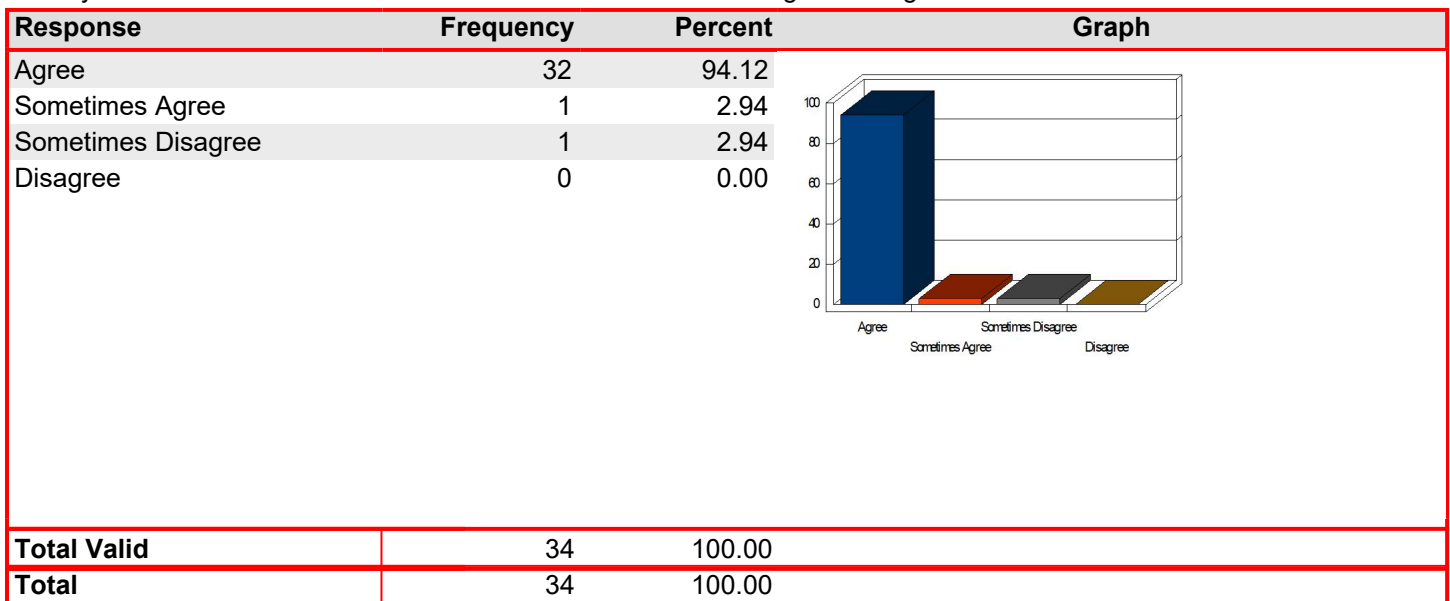 Response Frequency Percent Graph
Agree 32 94.12
Sometimes Agree 1 2.94
Sometimes Disagree 1 2.94
Disagree 0 0.00
100
80
60
40
20
0
Agree Sometimes Disagree
Sometimes Agree Disagree
Total Valid 34 100.00
Total 34 100.00